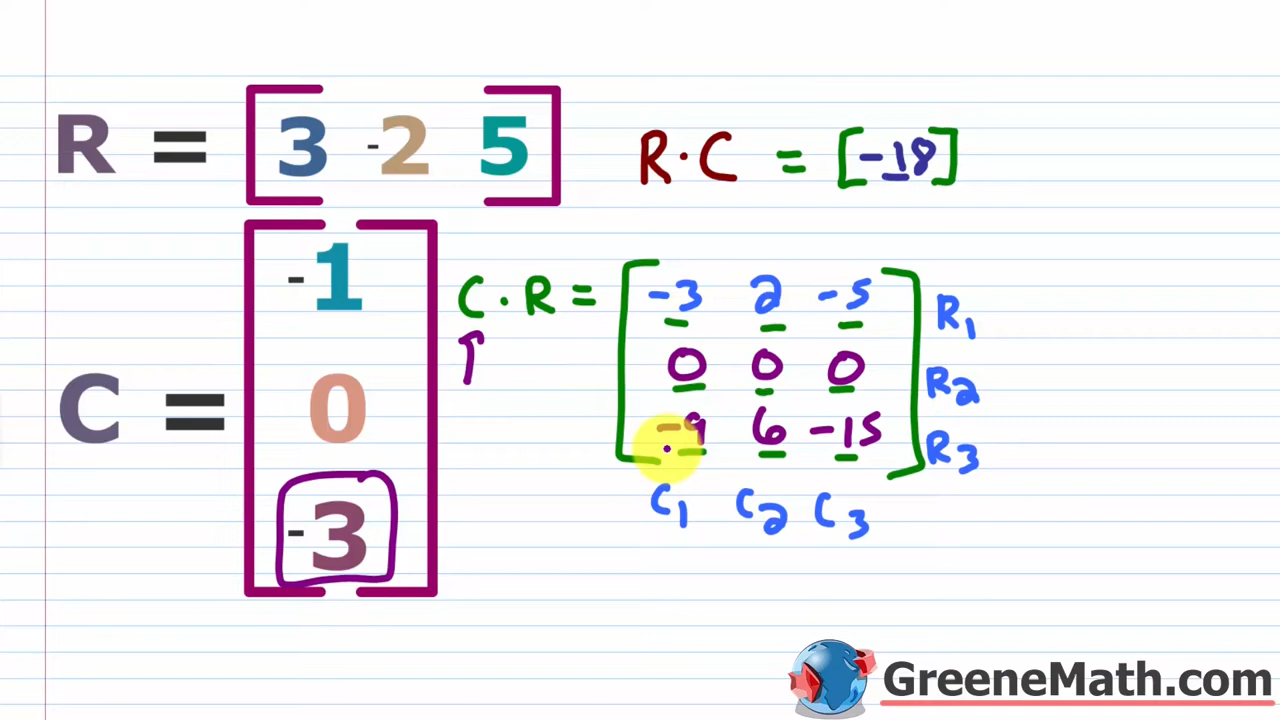 R = [3 -2 5]
R · C = [-18]
C = [-1
0
-3]
C · R = [-3 2 -5] R1
0 0 0 R2
-9 6 -15 R3
C1 C2 C3
GreeneMath.com